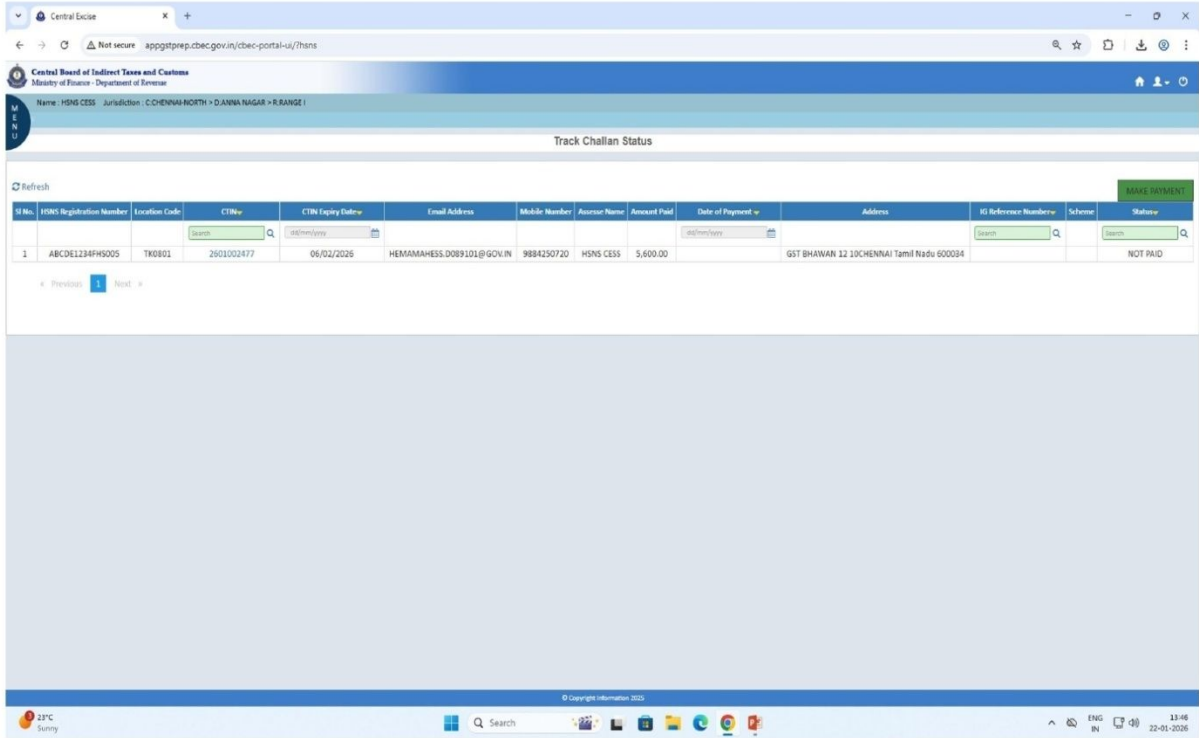 Central Excise
Not secure appgstprep.cbec.gov.in/cbec-portal-ui/?hsns
Central Board of Indirect Taxes and Customs
Ministry of Finance - Department of Revenue
Name : HSNS CESS Jurisdiction : C:CHENNAI-NORTH > D:ANNA NAGAR > R:RANGE I
MENU
Track Challan Status
Refresh
MAKE PAYMENT
Sl No. HSNS Registration Number Location Code CTIN CTIN Expiry Date Email Address Mobile Number Assesse Name Amount Paid Date of Payment Address IG Reference Number Scheme Status
Search dd/mm/yyyy dd/mm/yyyy Search Search
1 ABCDE1234FHS005 TK0801 2601002477 06/02/2026 HEMAMAHESS.D089101@GOV.IN 9884250720 HSNS CESS 5,600.00 GST BHAWAN 12 10CHENNAI Tamil Nadu 600034 NOT PAID
« Previous 1 Next »
© Copyright Information 2025
23°C
Sunny
Search
ENG
IN
13:46
22-01-2026